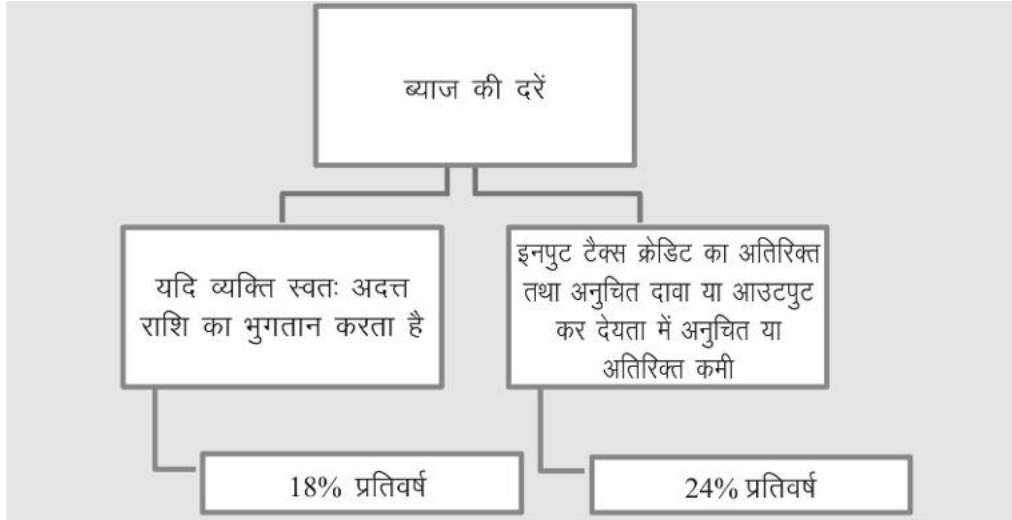 ब्याज की दरें
यदि व्यक्ति स्वतः अदत्त
राशि का भुगतान करता है
इनपुट टैक्स क्रेडिट का अतिरिक्त
तथा अनुचित दावा या आउटपुट
कर देयता में अनुचित या
अतिरिक्त कमी
18% प्रतिवर्ष
24% प्रतिवर्ष